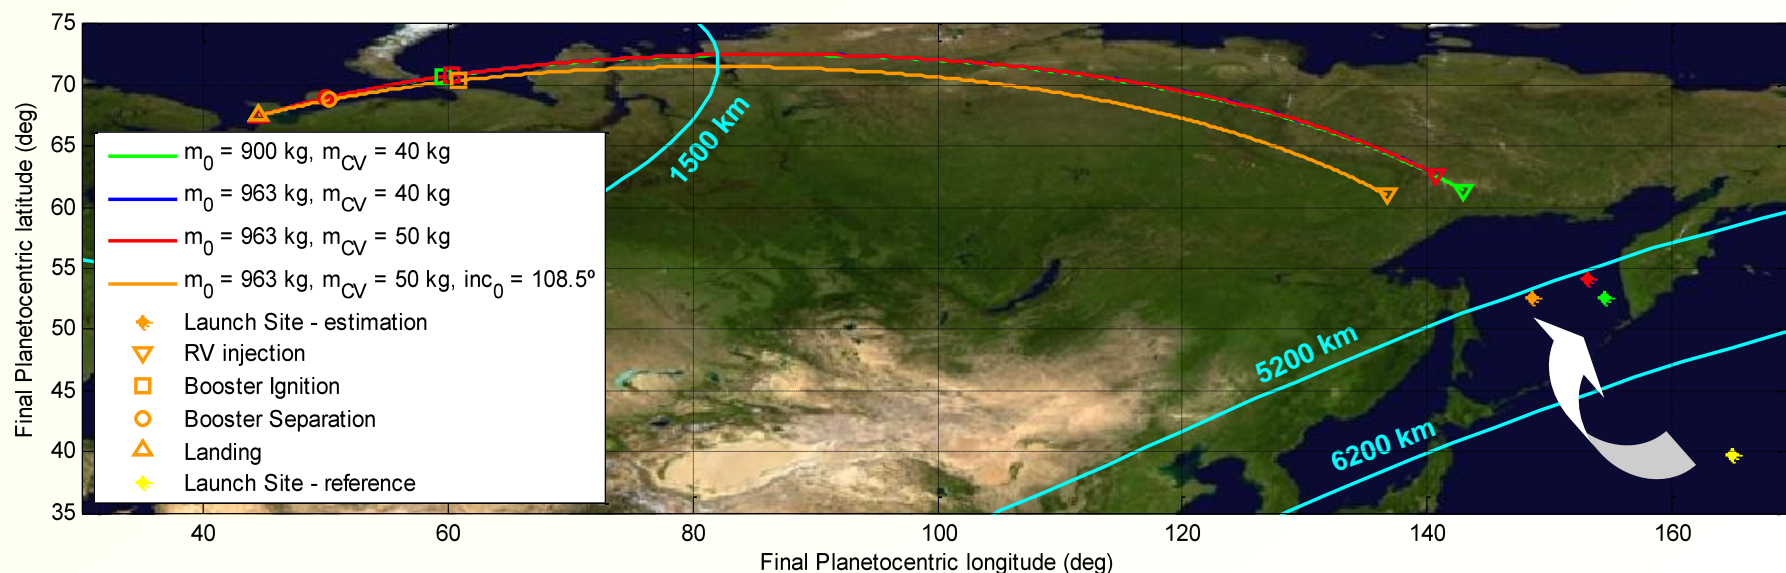 Final Planetocentric latitude (deg)
75
70
65
60
55
50
45
40
35
1500 km
5200 km
6200 km
m0 = 900 kg, mCV = 40 kg
m0 = 963 kg, mCV = 40 kg
m0 = 963 kg, mCV = 50 kg
m0 = 963 kg, mCV = 50 kg, inc0 = 108.5º
Launch Site - estimation
RV injection
Booster Ignition
Booster Separation
Landing
Launch Site - reference
40 60 80 100 120 140 160
Final Planetocentric longitude (deg)